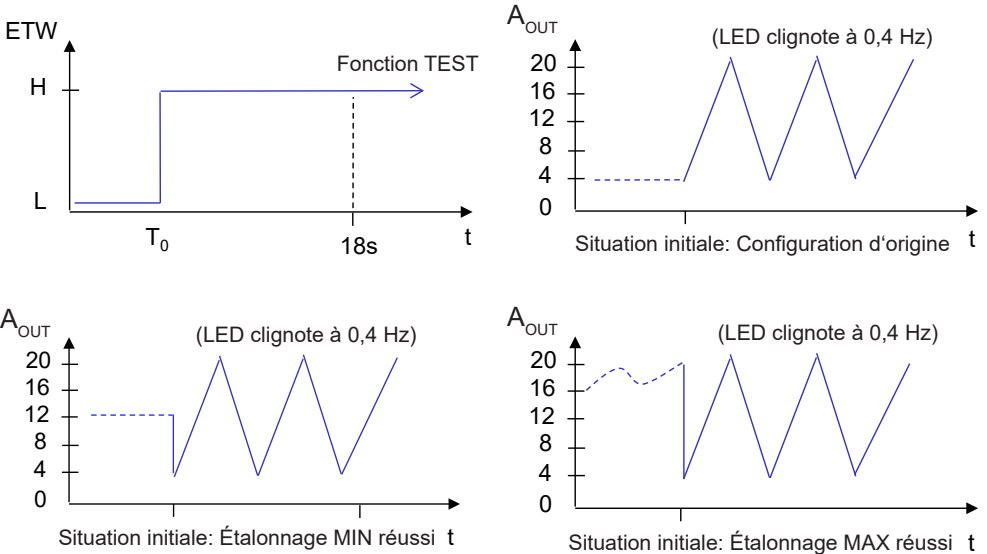 ETW
H
L
Fonction TEST
T0
18s
t
AOUT
(LED clignote à 0,4 Hz)
20
16
12
8
4
0
Situation initiale: Configuration d‘origine t
AOUT
(LED clignote à 0,4 Hz)
20
16
12
8
4
0
Situation initiale: Étalonnage MIN réussi t
AOUT
(LED clignote à 0,4 Hz)
20
16
12
8
4
0
Situation initiale: Étalonnage MAX réussi t